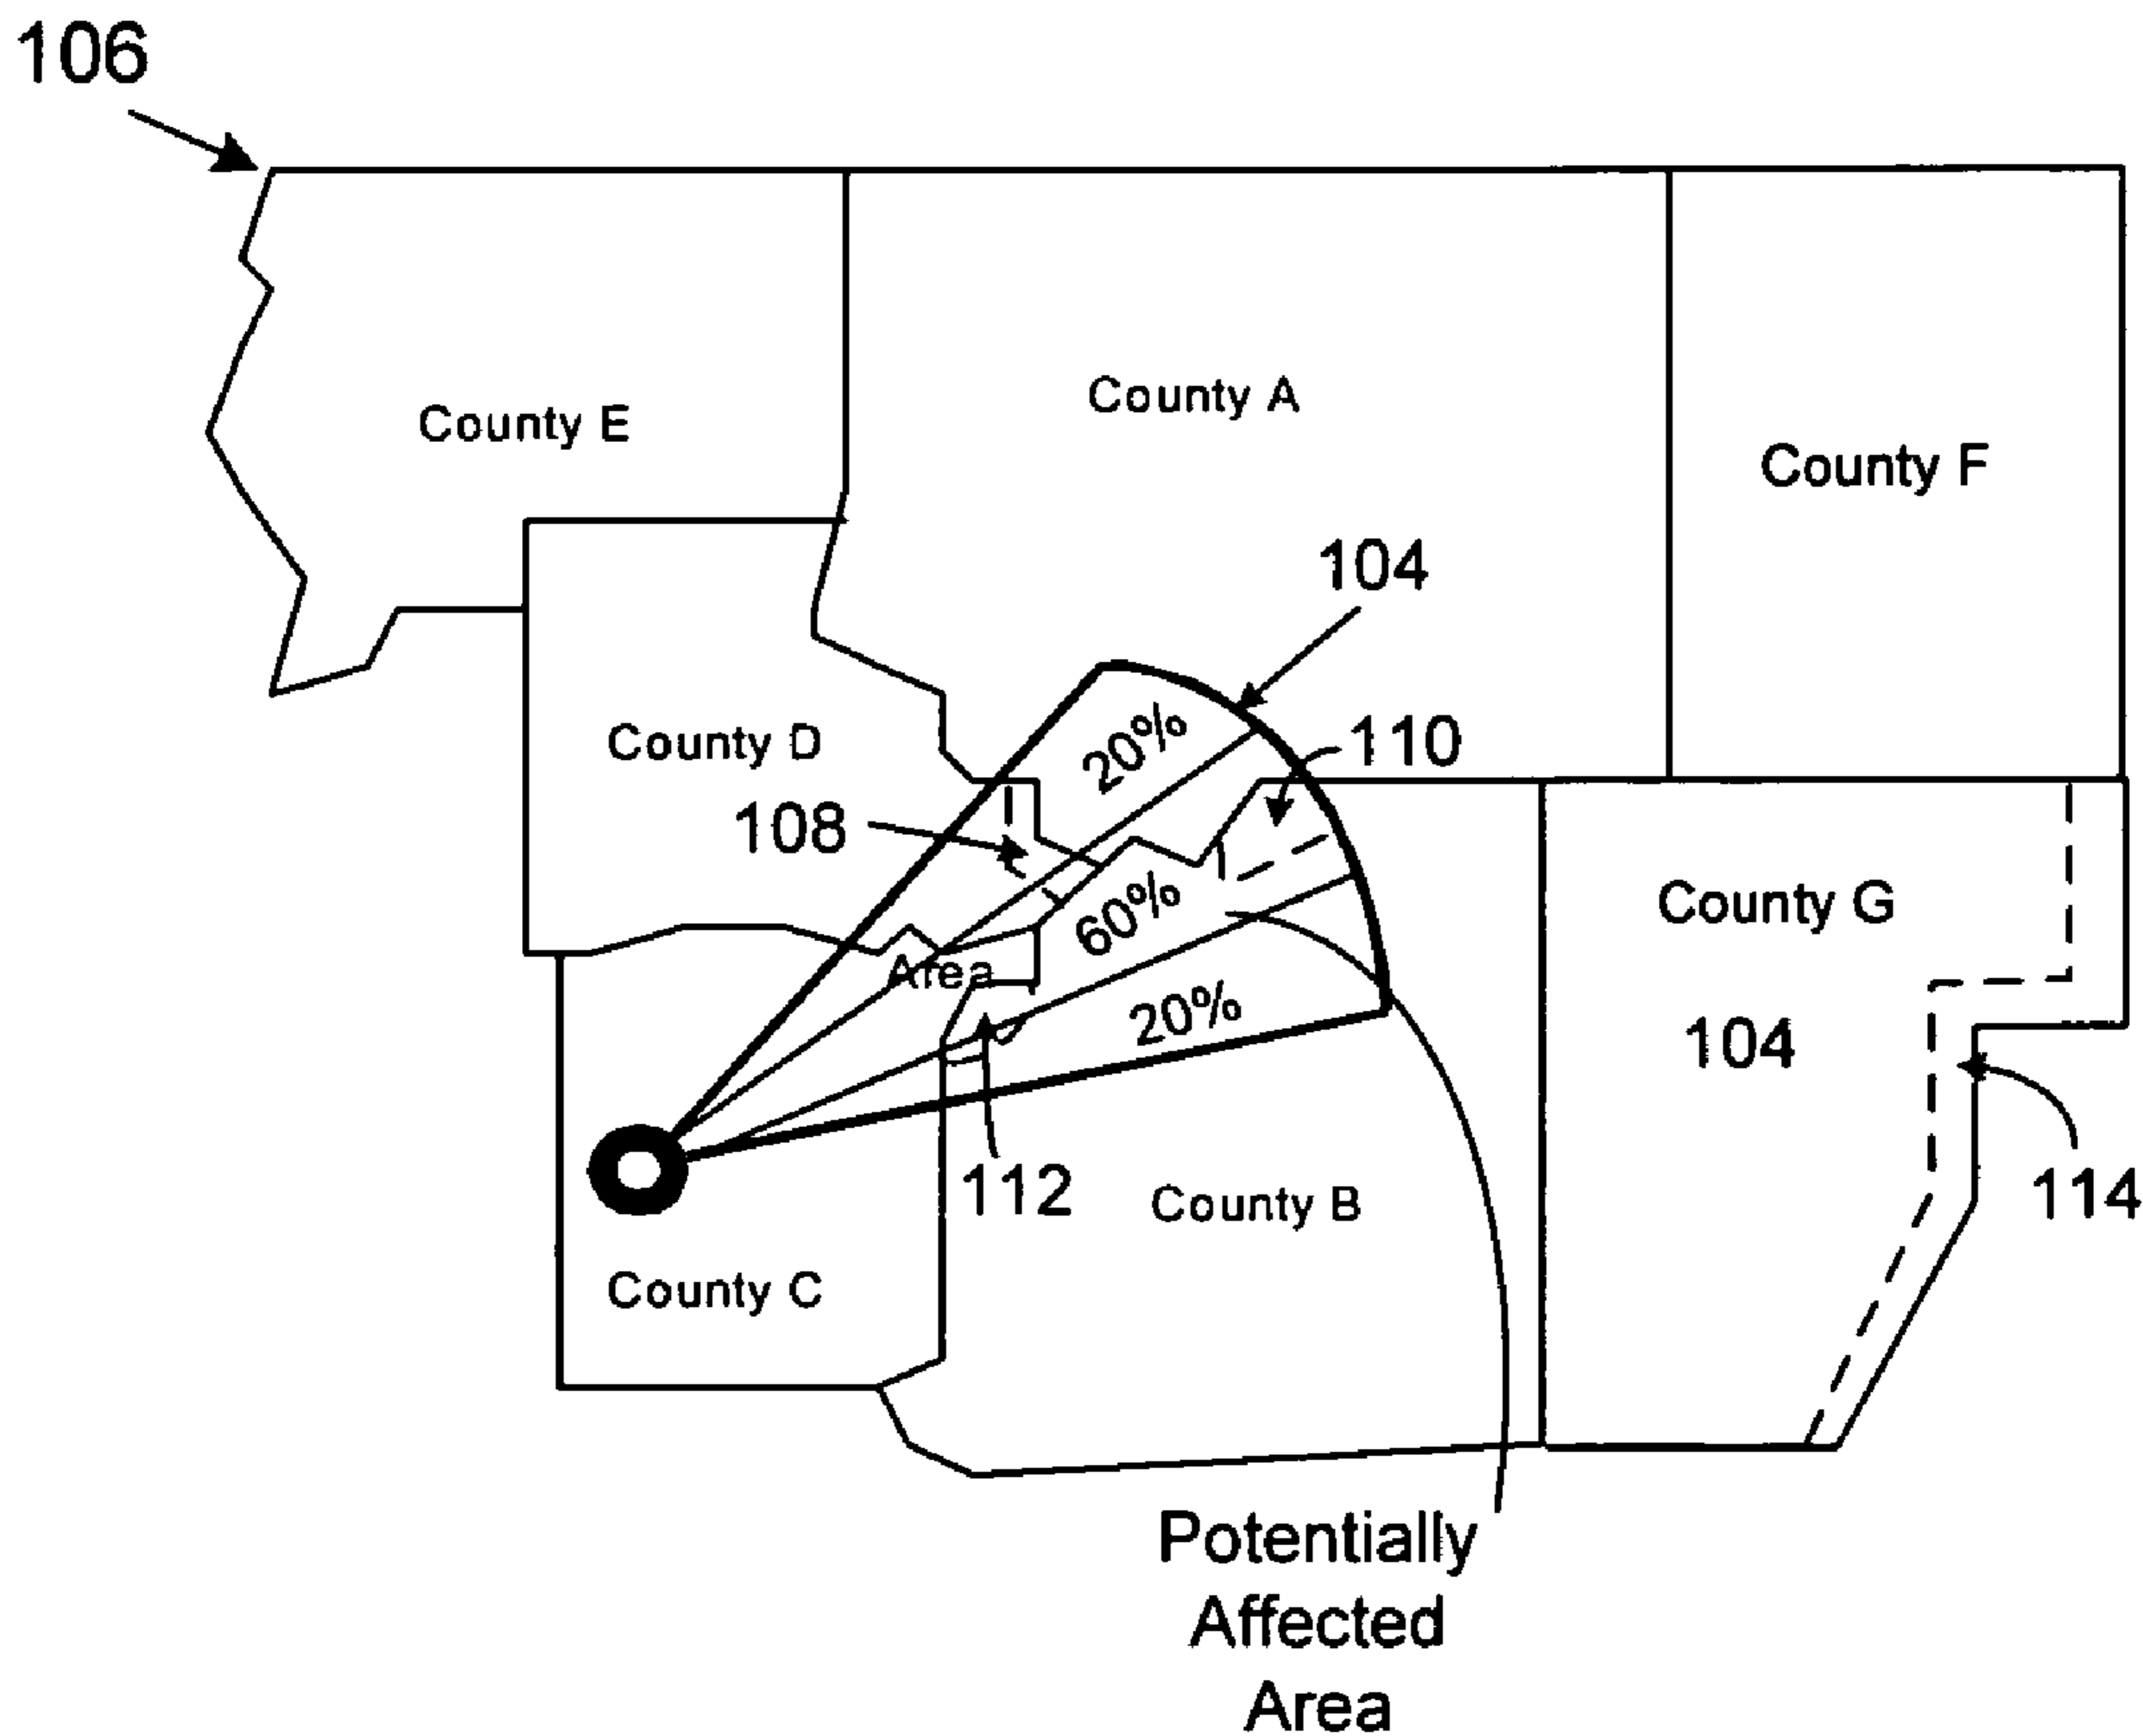 106
County A
County E
County F
104
20%
110
County D
108
County G
60%
Area
20%
104
112
County B
114
County C
Potentially
Affected
Area